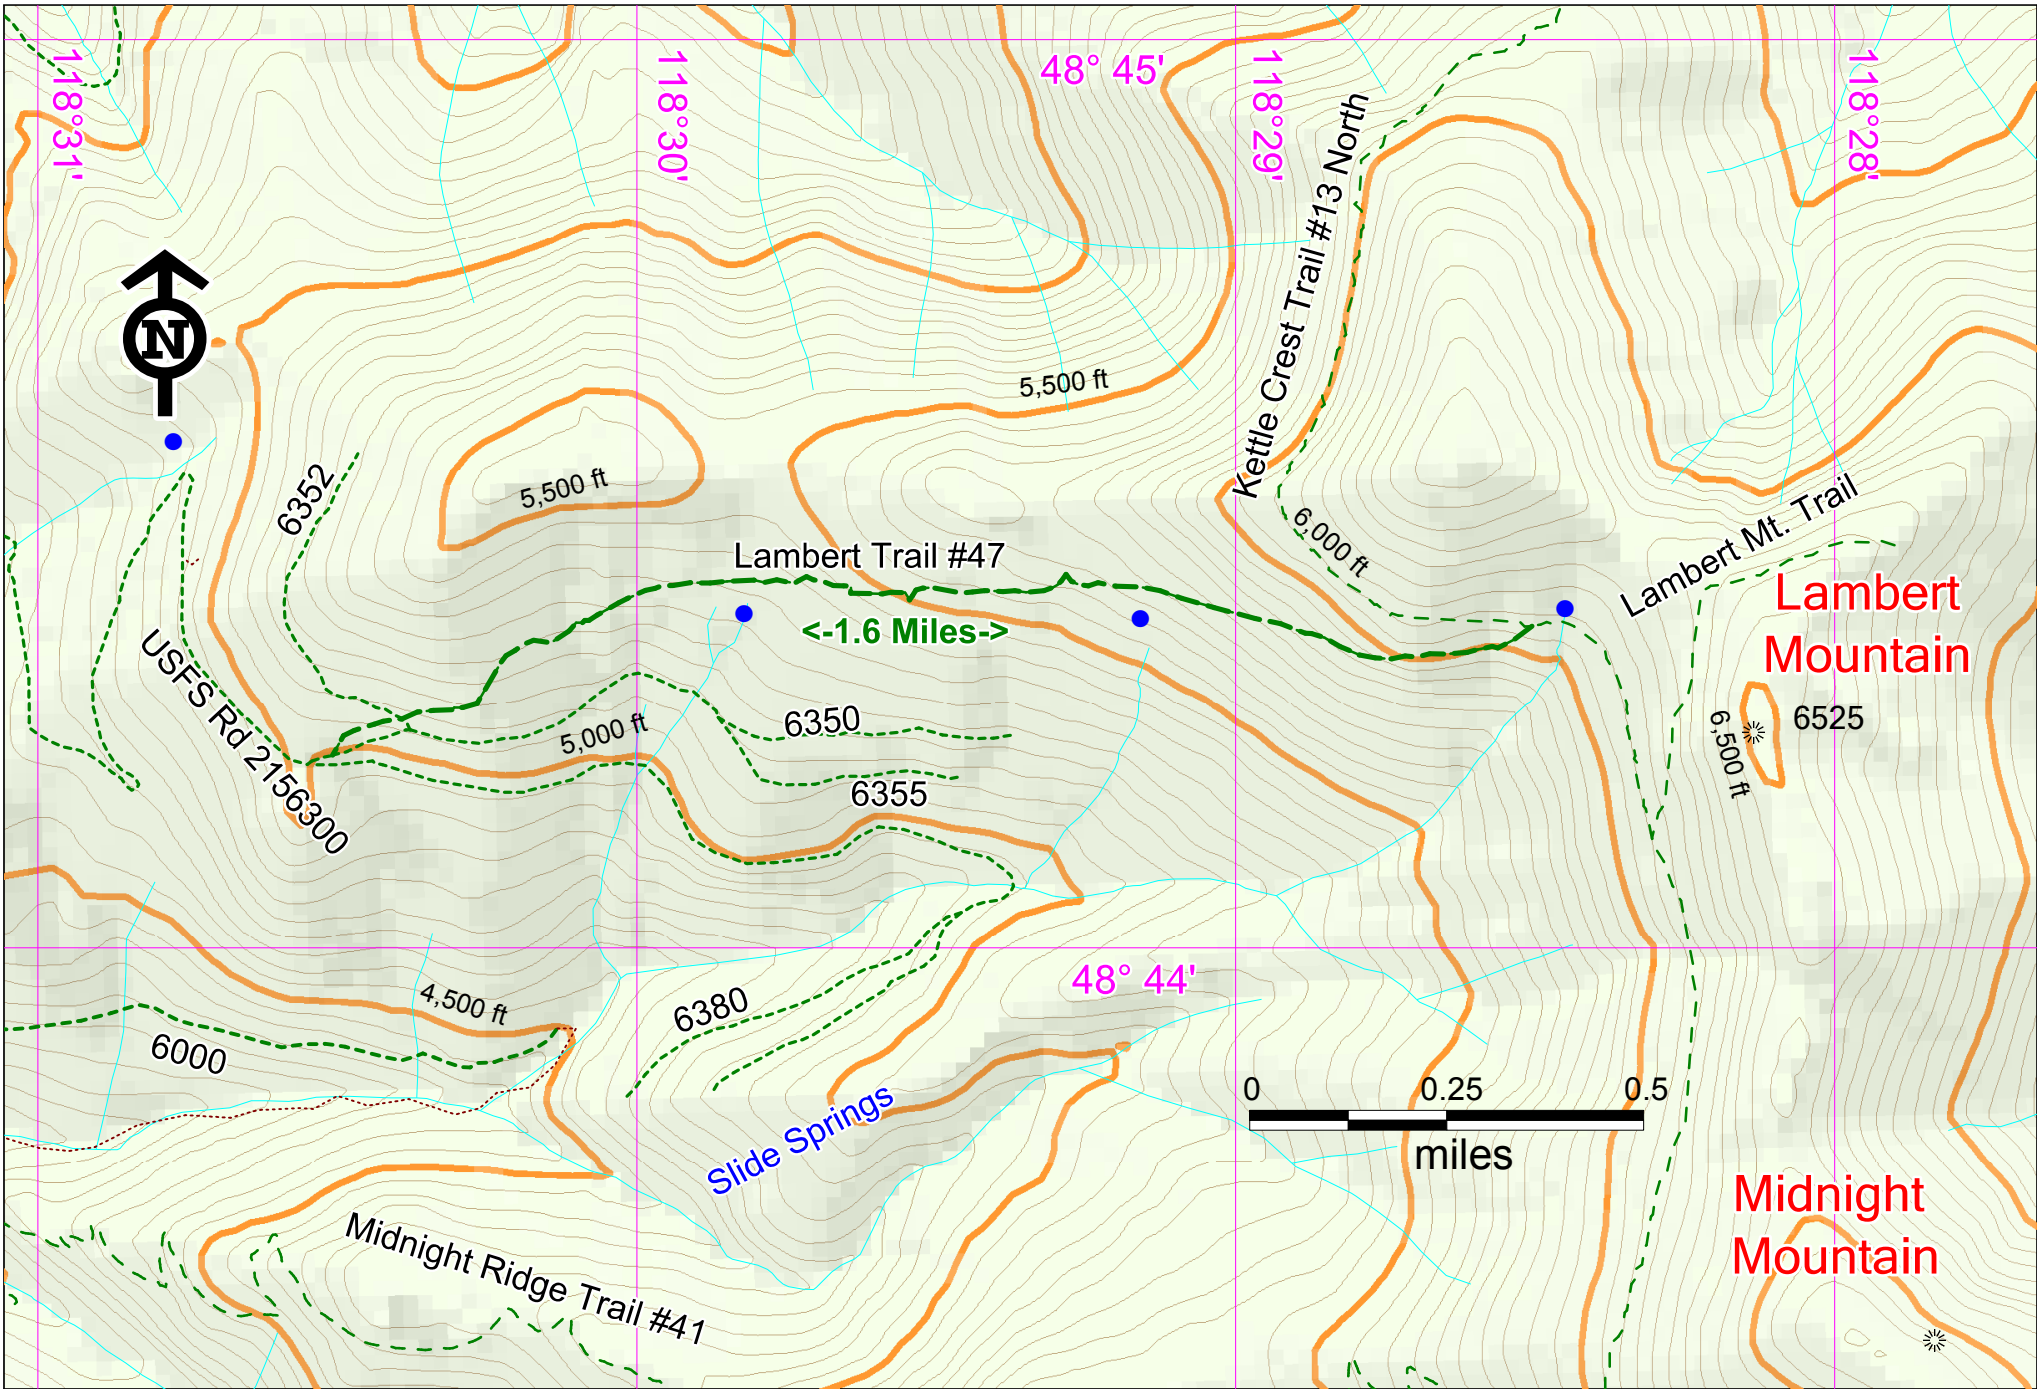 118°31'
118°30'
48° 45'
118°29'
118°28'
Kettle Crest Trail #13 North
N
5,500 ft
6352
5,500 ft
Lambert Trail #47
6,000 ft
Lambert Mt. Trail
Lambert
Mountain
<-1.6 Miles->
USFS Rd 2156300
5,000 ft
6350
6,500 ft
6525
6355
48° 44'
4,500 ft
6380
6000
0 0.25 0.5
miles
Slide Springs
Midnight
Mountain
Midnight Ridge Trail #41